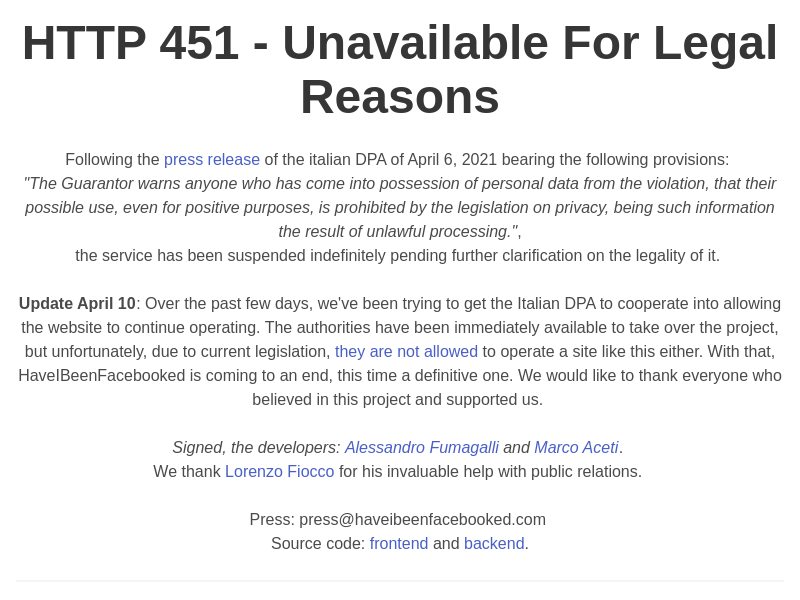 HTTP 451 - Unavailable For Legal
Reasons
Following the press release of the italian DPA of April 6, 2021 bearing the following provisions:
"The Guarantor warns anyone who has come into possession of personal data from the violation, that their
possible use, even for positive purposes, is prohibited by the legislation on privacy, being such information
the result of unlawful processing.",
the service has been suspended indefinitely pending further clarification on the legality of it.
Update April 10: Over the past few days, we've been trying to get the Italian DPA to cooperate into allowing
the website to continue operating. The authorities have been immediately available to take over the project,
but unfortunately, due to current legislation, they are not allowed to operate a site like this either. With that,
HaveIBeenFacebooked is coming to an end, this time a definitive one. We would like to thank everyone who
believed in this project and supported us.
Signed, the developers: Alessandro Fumagalli and Marco Aceti.
We thank Lorenzo Fiocco for his invaluable help with public relations.
Press: press@haveibeenfacebooked.com
Source code: frontend and backend.